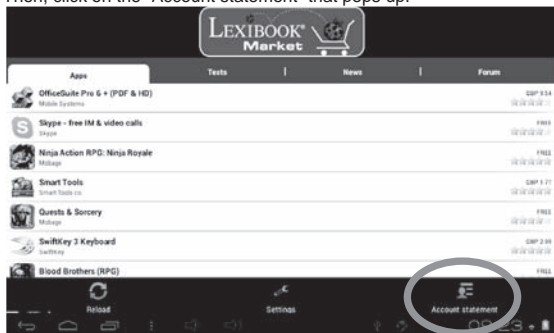 Then, click on the "Account statement" that pops up:
LEXIBOOK®
Market
Apps | Tests | News | Forum
OfficeSuite Pro 6 + (PDF & HD)
Mobile Systems
Skype - free IM & video calls
FREE
Skype
Ninja Action RPG: Ninja Royale
FREE
Mobage
Smart Tools
Smart Tools co.
Quests & Sorcery
FREE
Mobage
SwiftKey 3 Keyboard
SwiftKey
Blood Brothers (RPG)
FREE
Reload
Settings
Account statement